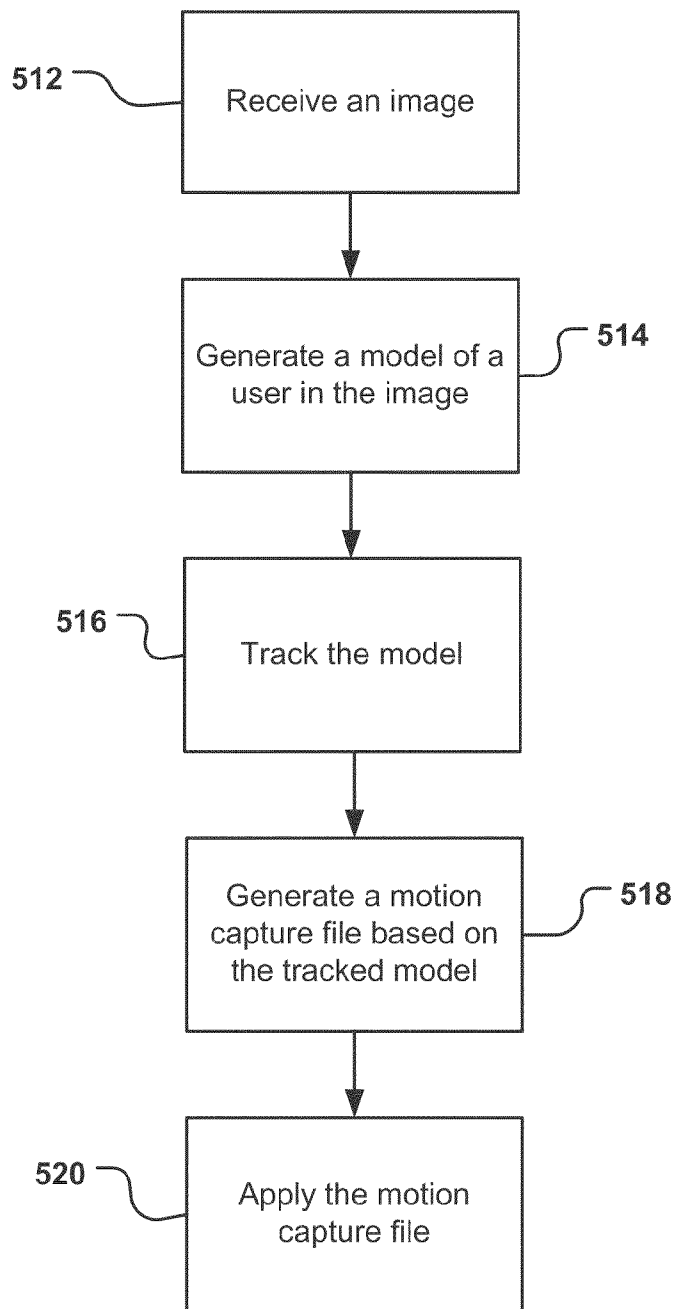 512
Receive an image
514
Generate a model of a
user in the image
516
Track the model
518
Generate a motion
capture file based on
the tracked model
520
Apply the motion
capture file